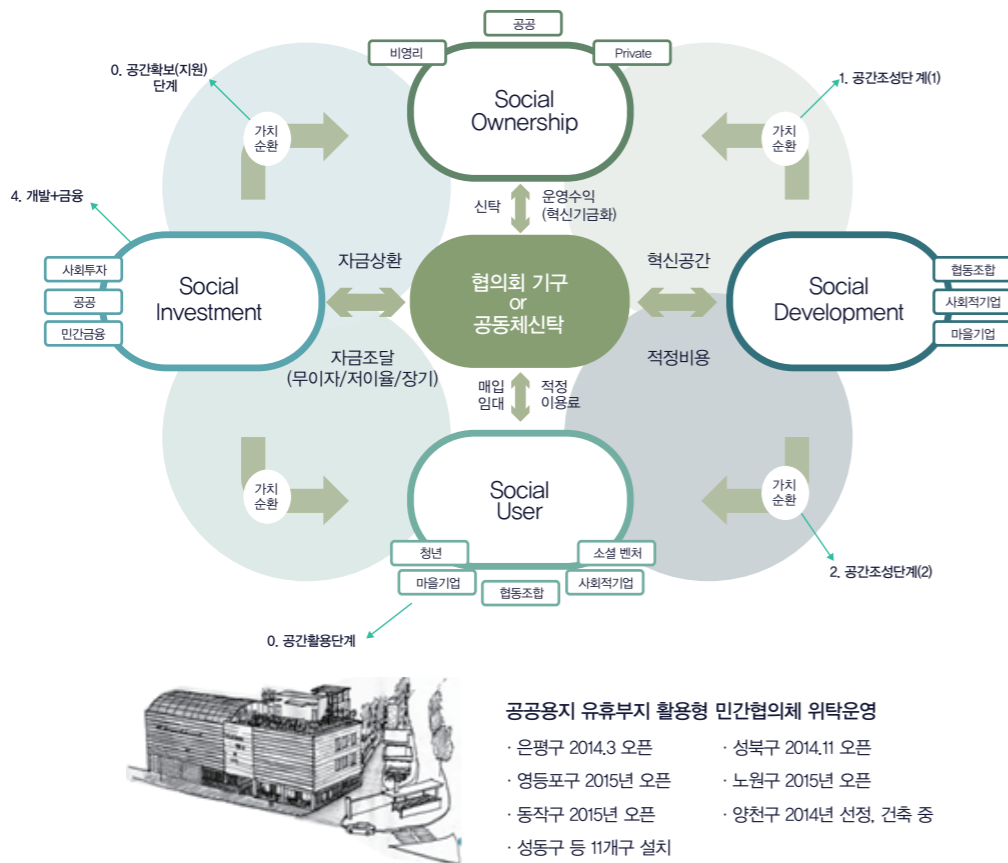 공공
비영리
Private
0. 공간확보(지원)
단계
1. 공간조성단 계(1)
Social
Ownership
가치
순환
가치
순환
4. 개발+금융
신탁
운영수익
(혁신기금화)
사회투자
공공
민간금융
Social
Investment
자금상환
협의회 기구
or
공동체신탁
혁신공간
Social
Development
협동조합
사회적기업
마을기업
자금조달
(무이자/저이율/장기)
적정비용
매입
임대
적정
이용료
가치
순환
Social
User
가치
순환
청년
소셜 벤처
마을기업
협동조합
사회적기업
2. 공간조성단계(2)
0. 공간활용단계
공공용지 유휴부지 활용형 민간협의체 위탁운영
· 은평구 2014.3 오픈
· 성북구 2014.11 오픈
· 영등포구 2015년 오픈
· 노원구 2015년 오픈
· 동작구 2015년 오픈
· 양천구 2014년 선정, 건축 중
· 성동구 등 11개구 설치